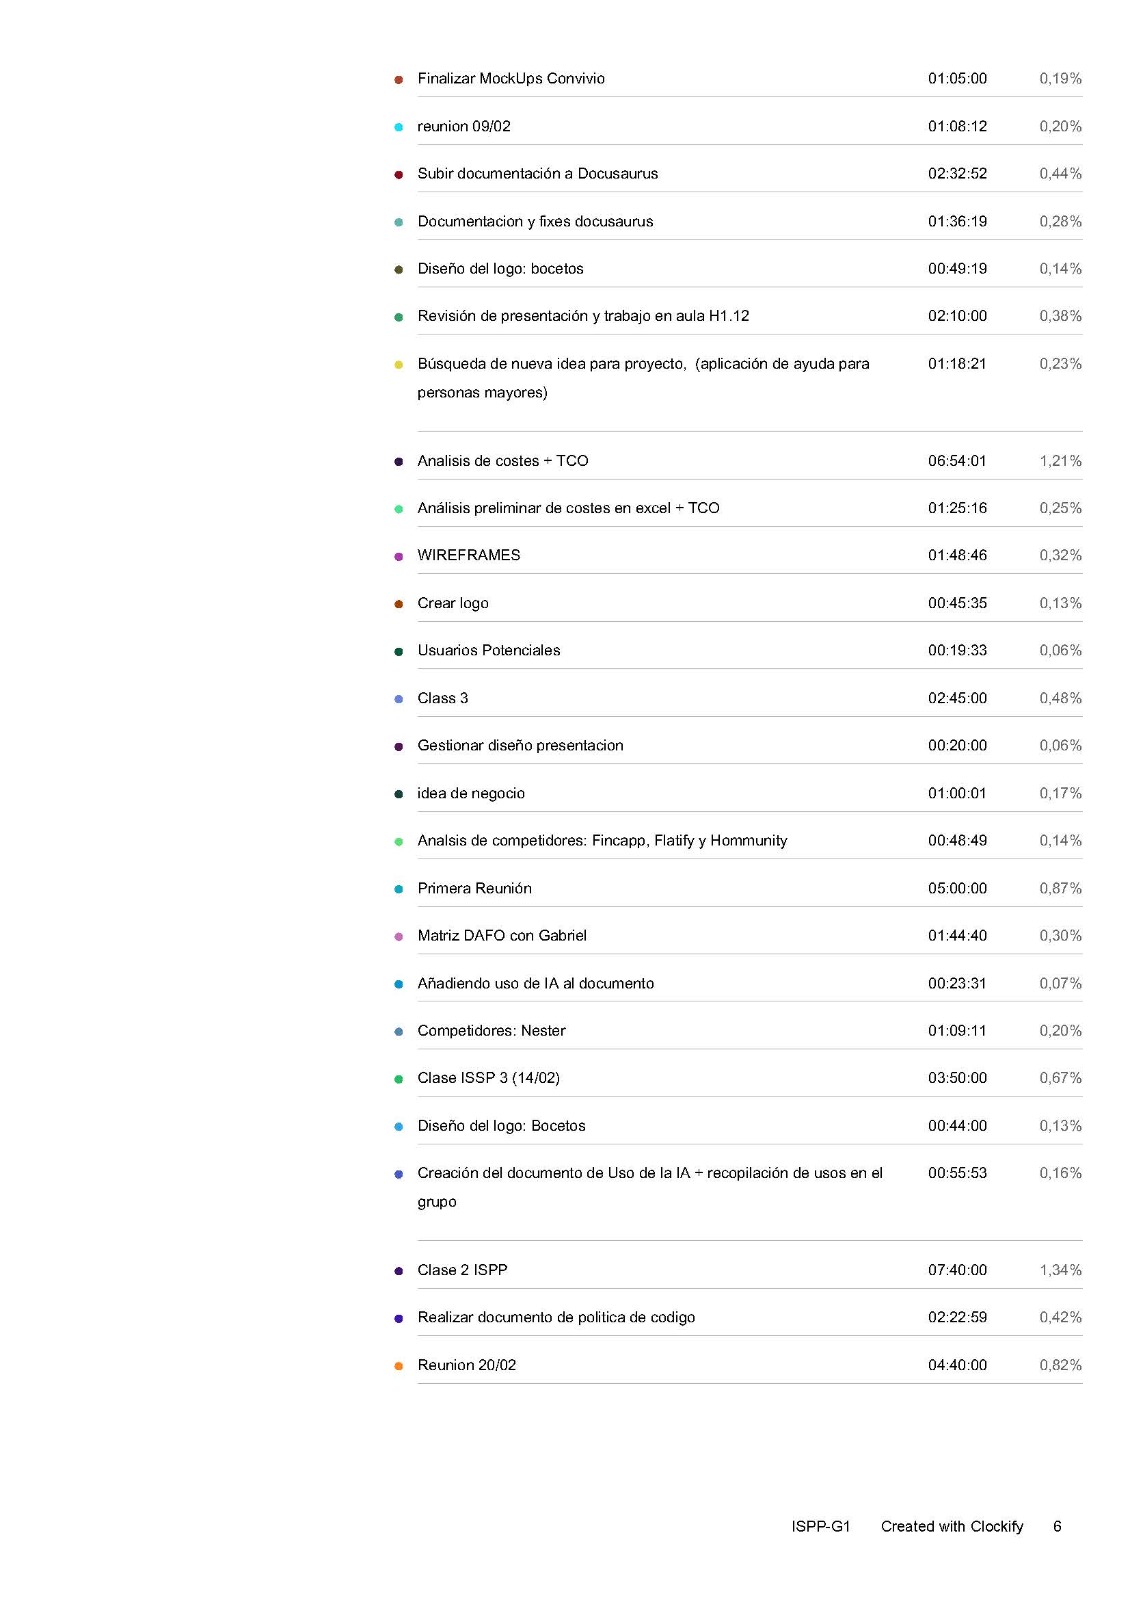 Finalizar MockUps Convivio 01:05:00 0,19%
reunion 09/02 01:08:12 0,20%
Subir documentación a Docusaurus 02:32:52 0,44%
Documentacion y fixes docusaurus 01:36:19 0,28%
Diseño del logo: bocetos 00:49:19 0,14%
Revisión de presentación y trabajo en aula H1.12 02:10:00 0,38%
Búsqueda de nueva idea para proyecto, (aplicación de ayuda para 01:18:21 0,23%
personas mayores)
Analisis de costes + TCO 06:54:01 1,21%
Análisis preliminar de costes en excel + TCO 01:25:16 0,25%
WIREFRAMES 01:48:46 0,32%
Crear logo 00:45:35 0,13%
Usuarios Potenciales 00:19:33 0,06%
Class 3 02:45:00 0,48%
Gestionar diseño presentacion 00:20:00 0,06%
idea de negocio 01:00:01 0,17%
Analsis de competidores: Fincapp, Flatify y Hommunity 00:48:49 0,14%
Primera Reunión 05:00:00 0,87%
Matriz DAFO con Gabriel 01:44:40 0,30%
Añadiendo uso de IA al documento 00:23:31 0,07%
Competidores: Nester 01:09:11 0,20%
Clase ISSP 3 (14/02) 03:50:00 0,67%
Diseño del logo: Bocetos 00:44:00 0,13%
Creación del documento de Uso de la IA + recopilación de usos en el 00:55:53 0,16%
grupo
Clase 2 ISPP 07:40:00 1,34%
Realizar documento de politica de codigo 02:22:59 0,42%
Reunion 20/02 04:40:00 0,82%
ISPP-G1 Created with Clockify 6